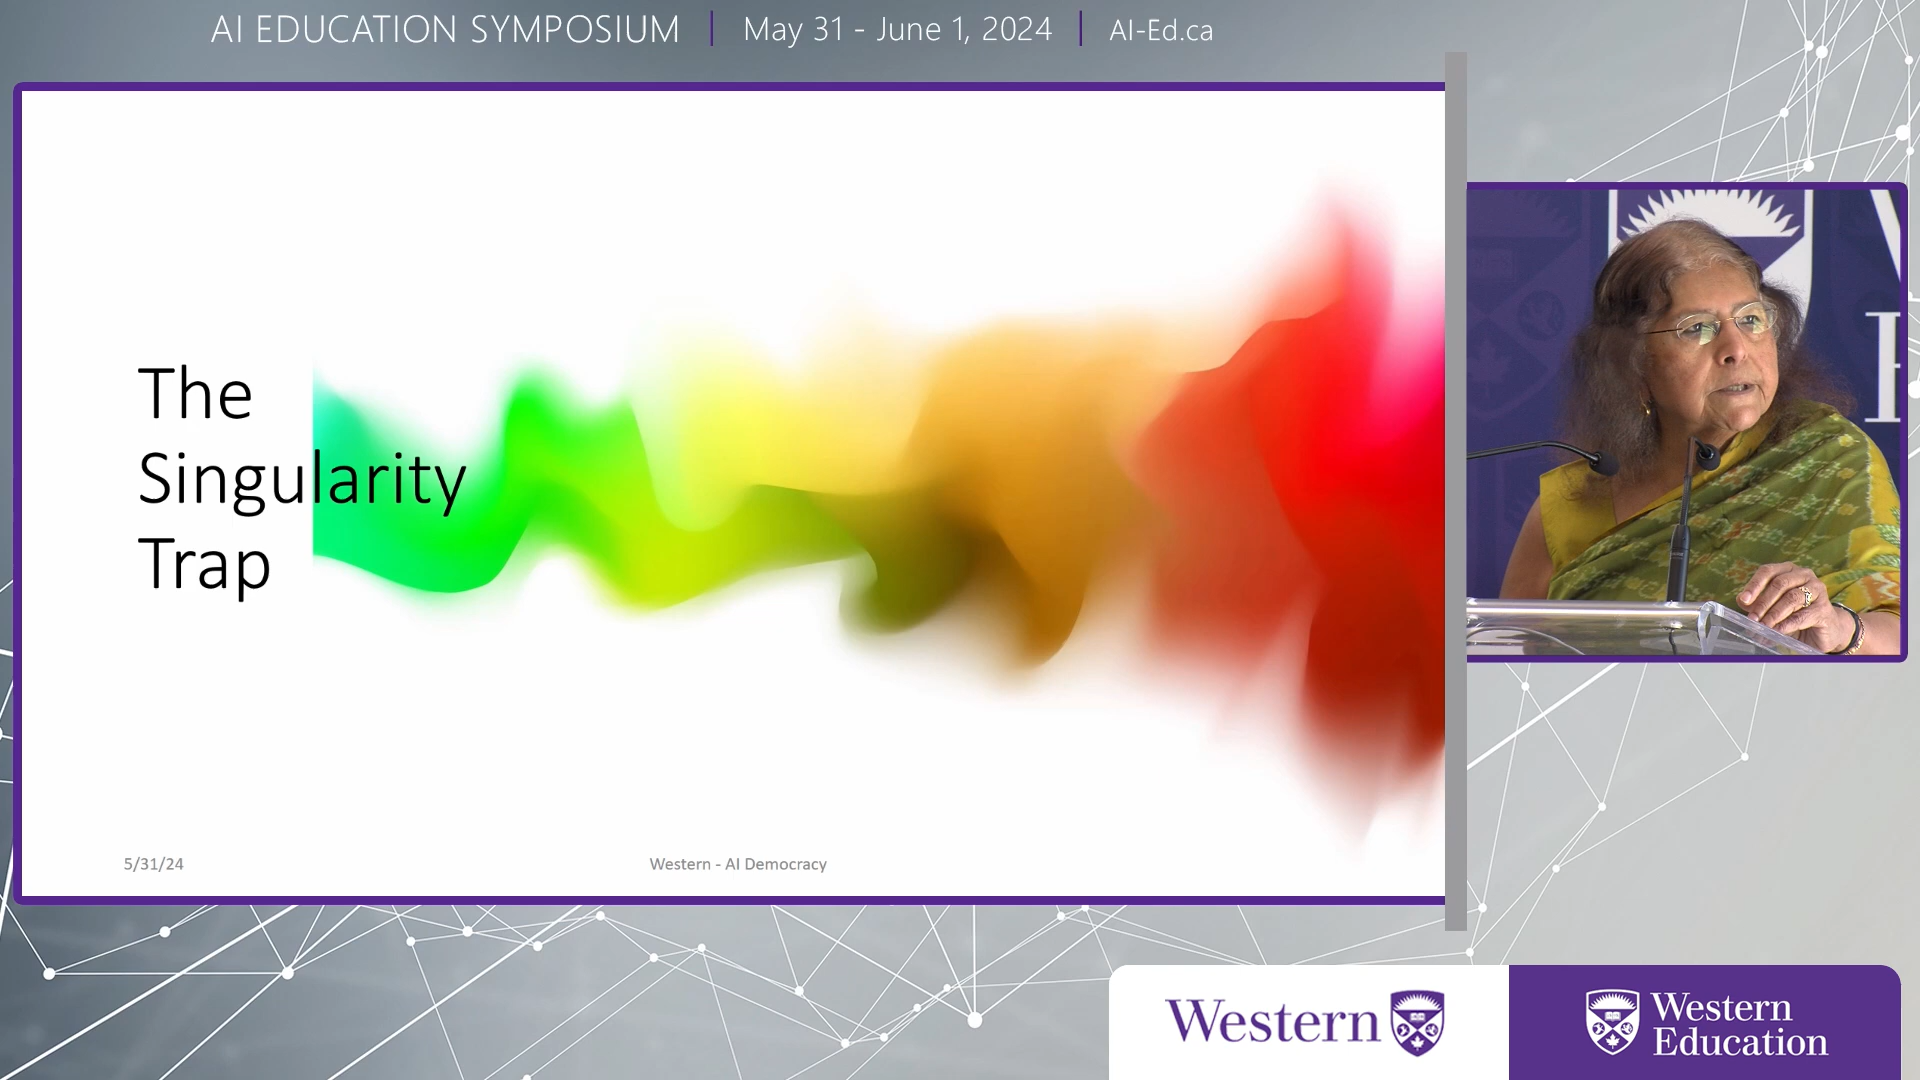 AI EDUCATION SYMPOSIUM | May 31 - June 1, 2024 | AI-Ed.ca
The
Singularity
Trap
5/31/24
Western - AI Democracy
Western
Western
Education